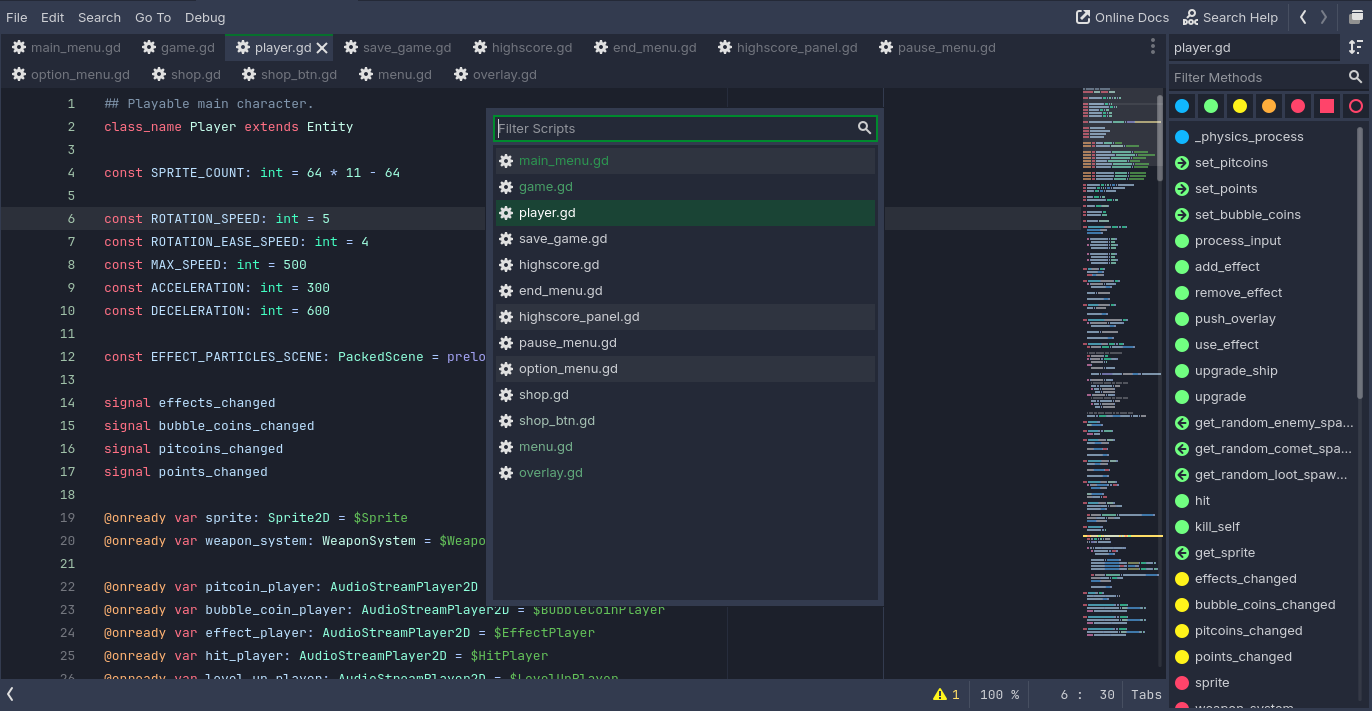 File Edit Search Go To Debug Online Docs Search Help
main_menu.gd game.gd player.gd save_game.gd highscore.gd end_menu.gd highscore_panel.gd pause_menu.gd
option_menu.gd shop.gd shop_btn.gd menu.gd overlay.gd
1 ## Playable main character.
2 class_name Player extends Entity
3
4 const SPRITE_COUNT: int = 64 * 11 - 64
5
6 const ROTATION_SPEED: int = 5
7 const ROTATION_EASE_SPEED: int = 4
8 const MAX_SPEED: int = 500
9 const ACCELERATION: int = 300
10 const DECELERATION: int = 600
11
12 const EFFECT_PARTICLES_SCENE: PackedScene = prelo
13
14 signal effects_changed
15 signal bubble_coins_changed
16 signal pitcoins_changed
17 signal points_changed
18
19 @onready var sprite: Sprite2D = $Sprite
20 @onready var weapon_system: WeaponSystem = $Weapo
21
22 @onready var pitcoin_player: AudioStreamPlayer2D
23 @onready var bubble_coin_player: AudioStreamPlayer2D = $BubbleCoinPlayer
24 @onready var effect_player: AudioStreamPlayer2D = $EffectPlayer
25 @onready var hit_player: AudioStreamPlayer2D = $HitPlayer
26 @onready var level_up_player: AudioStreamPlayer2D = $LevelUpPlayer
Filter Scripts
main_menu.gd
game.gd
player.gd
save_game.gd
highscore.gd
end_menu.gd
highscore_panel.gd
pause_menu.gd
option_menu.gd
shop.gd
shop_btn.gd
menu.gd
overlay.gd
player.gd
Filter Methods
_physics_process
set_pitcoins
set_points
set_bubble_coins
process_input
add_effect
remove_effect
push_overlay
use_effect
upgrade_ship
upgrade
get_random_enemy_spa...
get_random_comet_spa...
get_random_loot_spaw...
hit
kill_self
get_sprite
effects_changed
bubble_coins_changed
pitcoins_changed
points_changed
sprite
weapon_system
1 100 % 6 : 30 Tabs